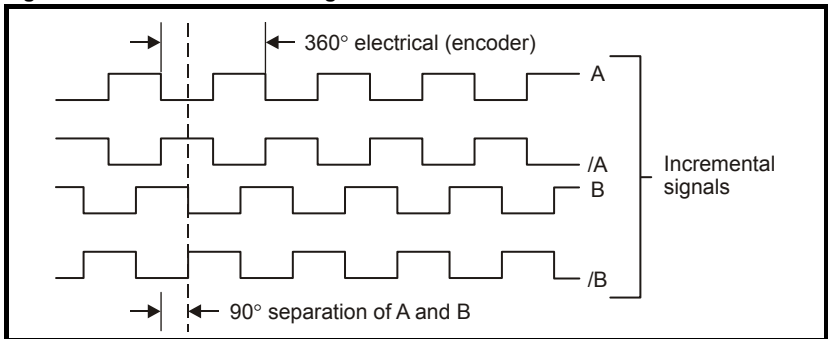 360° electrical (encoder)
A
/A
B
/B
Incremental
signals
90° separation of A and B